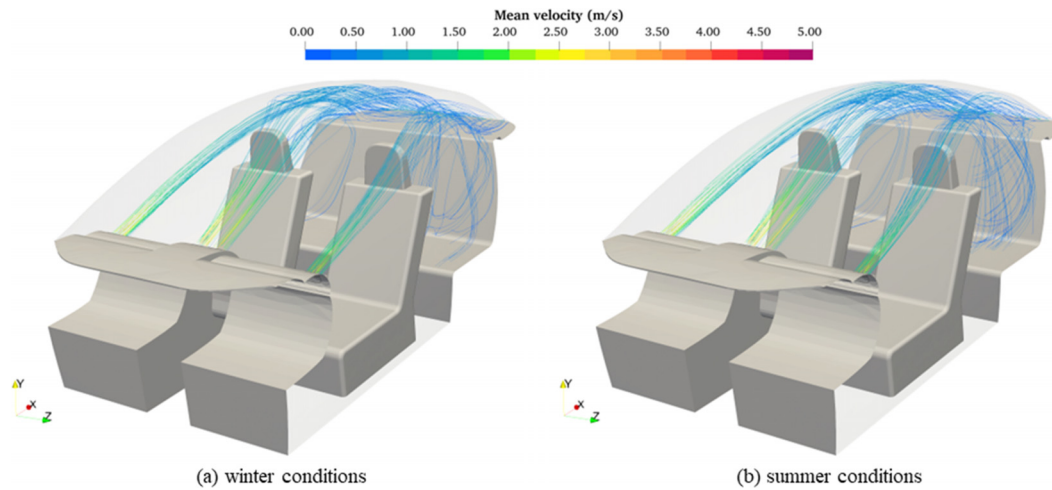 Mean velocity (m/s)
0.00 0.50 1.00 1.50 2.00 2.50 3.00 3.50 4.00 4.50 5.00
Y X Z
Y X Z
(a) winter conditions
(b) summer conditions